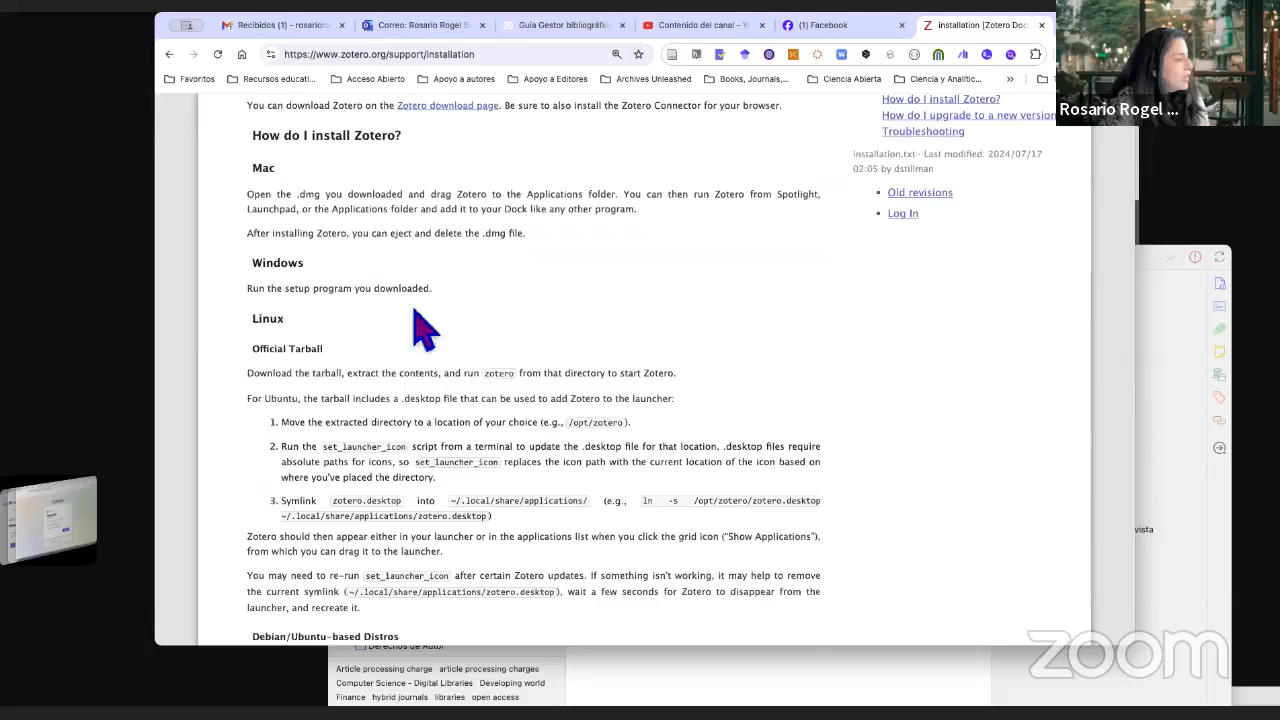 Recibidos (1) – rosarioro
Correo: Rosario Rogel S
Guía Gestor bibliográfic
Contenido del canal - Y
(1) Facebook
installation [Zotero Doc
https://www.zotero.org/support/installation
Favoritos
Recursos educati...
Acceso Abierto
Apoyo a autores
Apoyo a Editores
Archives Unleashed
Books, Journals,...
Ciencia Abierta
Ciencia y Analític...
You can download Zotero on the Zotero download page. Be sure to also install the Zotero Connector for your browser.
How do I install Zotero?
Mac
Open the .dmg you downloaded and drag Zotero to the Applications folder. You can then run Zotero from Spotlight,
Launchpad, or the Applications folder and add it to your Dock like any other program.
After installing Zotero, you can eject and delete the .dmg file.
Windows
Run the setup program you downloaded.
Linux
Official Tarball
Download the tarball, extract the contents, and run zotero from that directory to start Zotero.
For Ubuntu, the tarball includes a .desktop file that can be used to add Zotero to the launcher:
1. Move the extracted directory to a location of your choice (e.g., /opt/zotero).
2. Run the set_launcher_icon script from a terminal to update the .desktop file for that location. .desktop files require
absolute paths for icons, so set_launcher_icon replaces the icon path with the current location of the icon based on
where you've placed the directory.
3. Symlink zotero.desktop into ~/.local/share/applications/ (e.g., ln -s /opt/zotero/zotero.desktop
~/.local/share/applications/zotero.desktop)
Zotero should then appear either in your launcher or in the applications list when you click the grid icon (“Show Applications”),
from which you can drag it to the launcher.
You may need to re-run set_launcher_icon after certain Zotero updates. If something isn't working, it may help to remove
the current symlink (~/.local/share/applications/zotero.desktop), wait a few seconds for Zotero to disappear from the
launcher, and recreate it.
Debian/Ubuntu-based Distros
How do I install Zotero?
How do I upgrade to a new version
Troubleshooting
installation.txt · Last modified: 2024/07/17
02:05 by dstillman
Old revisions
Log In
Rosario Rogel ...
vista
Derechos de Autor
Article processing charge article processing charges
Computer Science - Digital Libraries Developing world
Finance hybrid journals libraries open access
zoom